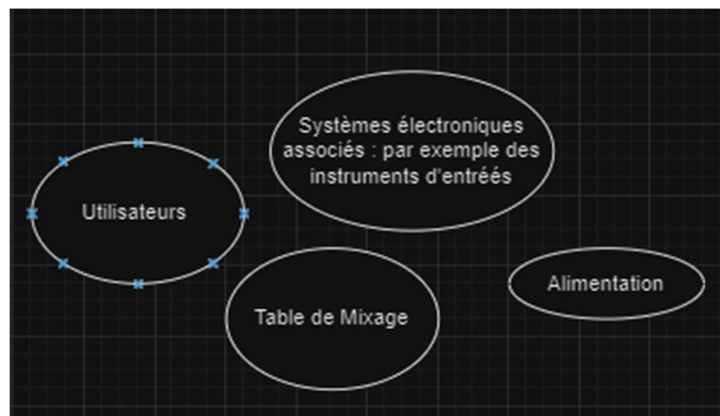 Systèmes électroniques
associés : par exemple des
instruments d'entréés
Utilisateurs
Alimentation
Table de Mixage